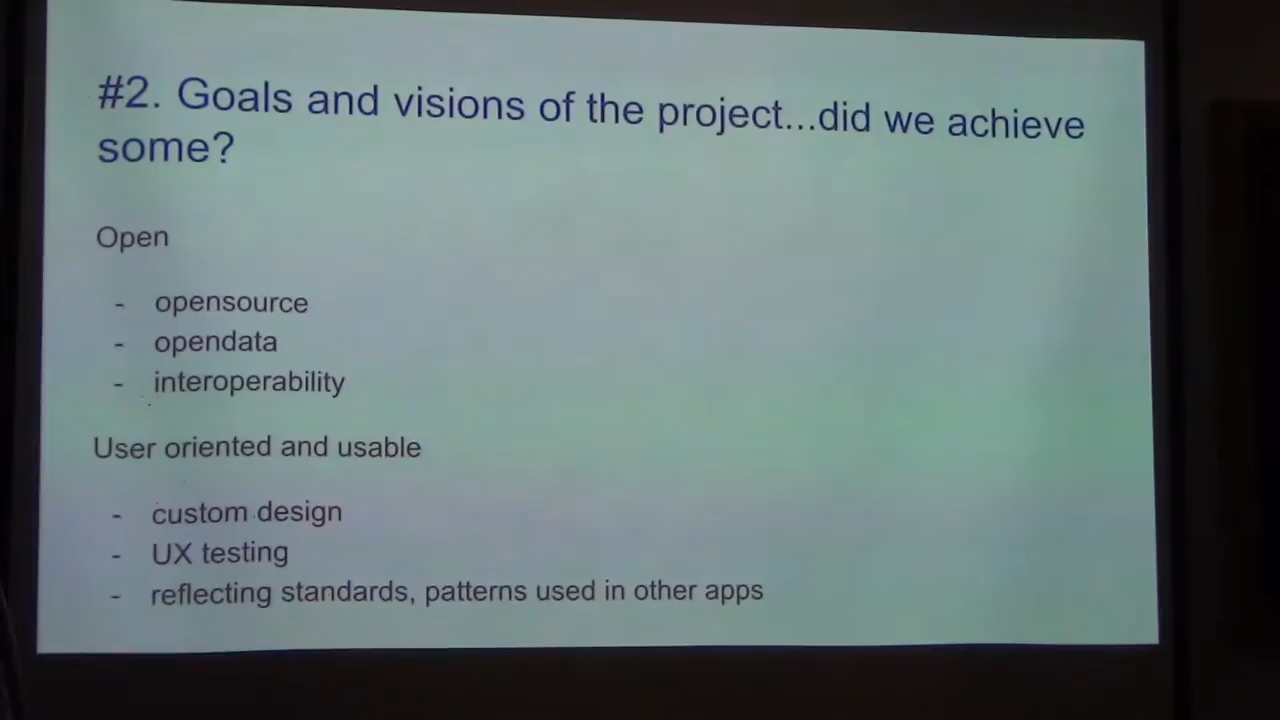 #2. Goals and visions of the project...did we achieve
some?
Open
- opensource
- opendata
- interoperability
User oriented and usable
- custom design
- UX testing
- reflecting standards, patterns used in other apps